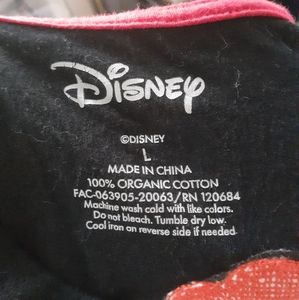 Disney
©DISNEY
L
MADE IN CHINA
100% ORGANIC COTTON
FAC-063905-20063/RN 120684
Machine wash cold with like colors.
Do not bleach. Tumble dry low.
Cool iron on reverse side if needed.